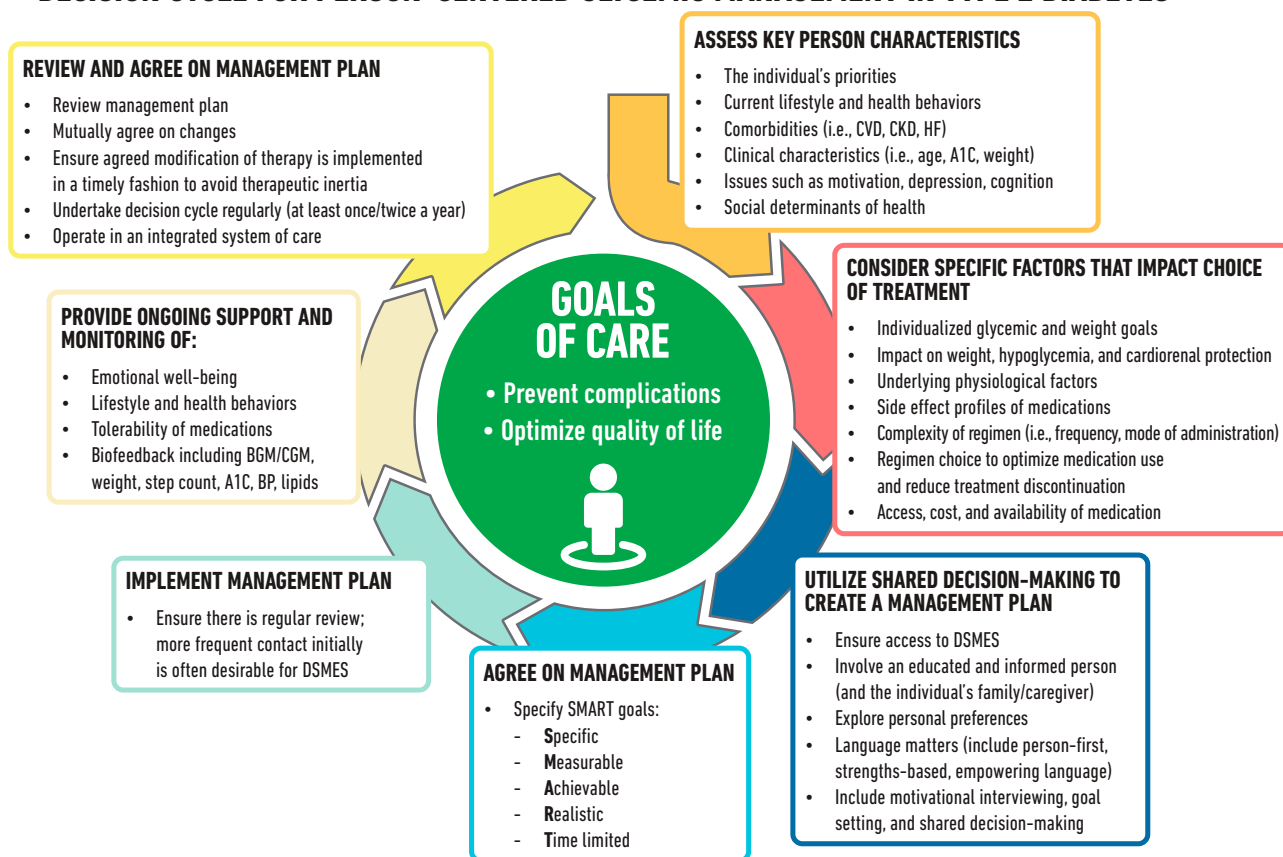 DECISION CYCLE FOR PERSON-CENTERED GLYCEMIC MANAGEMENT IN TYPE 2 DIABETES
ASSESS KEY PERSON CHARACTERISTICS
• The individual's priorities
• Current lifestyle and health behaviors
• Comorbidities (i.e., CVD, CKD, HF)
• Clinical characteristics (i.e., age, A1C, weight)
• Issues such as motivation, depression, cognition
• Social determinants of health
CONSIDER SPECIFIC FACTORS THAT IMPACT CHOICE
OF TREATMENT
• Individualized glycemic and weight goals
• Impact on weight, hypoglycemia, and cardiorenal protection
• Underlying physiological factors
• Side effect profiles of medications
• Complexity of regimen (i.e., frequency, mode of administration)
• Regimen choice to optimize medication use
and reduce treatment discontinuation
• Access, cost, and availability of medication
UTILIZE SHARED DECISION-MAKING TO
CREATE A MANAGEMENT PLAN
• Ensure access to DSMES
• Involve an educated and informed person
(and the individual's family/caregiver)
• Explore personal preferences
• Language matters (include person-first,
strengths-based, empowering language)
• Include motivational interviewing, goal
setting, and shared decision-making
AGREE ON MANAGEMENT PLAN
• Specify SMART goals:
- Specific
- Measurable
- Achievable
- Realistic
- Time limited
IMPLEMENT MANAGEMENT PLAN
• Ensure there is regular review;
more frequent contact initially
is often desirable for DSMES
PROVIDE ONGOING SUPPORT AND
MONITORING OF:
• Emotional well-being
• Lifestyle and health behaviors
• Tolerability of medications
• Biofeedback including BGM/CGM,
weight, step count, A1C, BP, lipids
REVIEW AND AGREE ON MANAGEMENT PLAN
• Review management plan
• Mutually agree on changes
• Ensure agreed modification of therapy is implemented
in a timely fashion to avoid therapeutic inertia
• Undertake decision cycle regularly (at least once/twice a year)
• Operate in an integrated system of care
GOALS
OF CARE
• Prevent complications
• Optimize quality of life